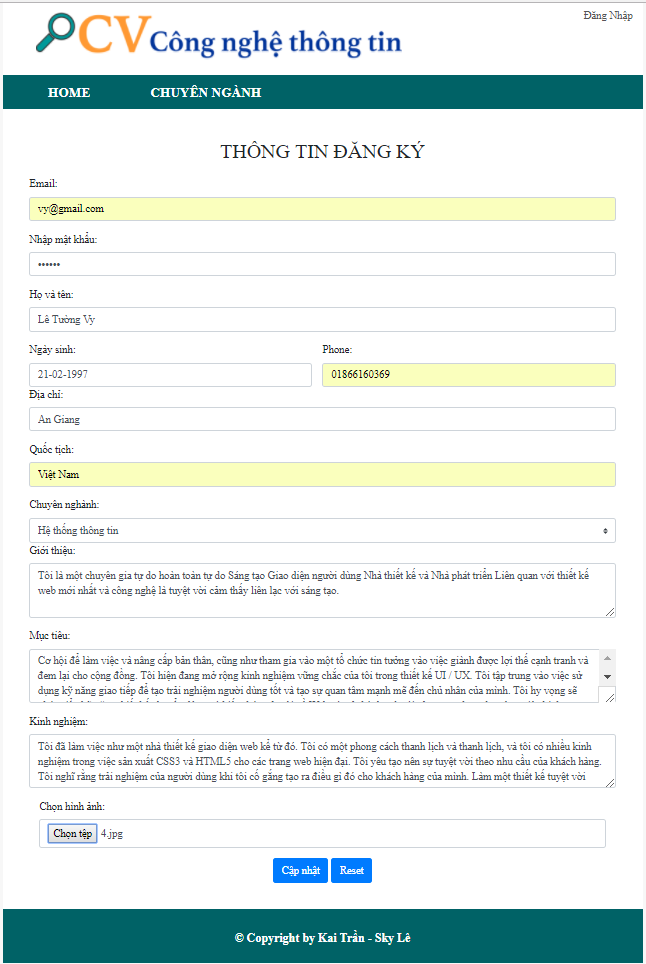 Đăng Nhập
CV Công nghệ thông tin
HOME CHUYÊN NGÀNH
THÔNG TIN ĐĂNG KÝ
Email:
vy@gmail.com
Nhập mật khẩu:
••••••
Họ và tên:
Lê Tường Vy
Ngày sinh: Phone:
21-02-1997 01866160369
Địa chỉ:
An Giang
Quốc tịch:
Việt Nam
Chuyên nghành:
Hệ thống thông tin
Giới thiệu:
Tôi là một chuyên gia tự do hoàn toàn tự do Sáng tạo Giao diện người dùng Nhà thiết kế và Nhà phát triển Liên quan với thiết kế
web mới nhất và công nghệ là tuyệt vời cảm thấy liên lạc với sáng tạo.
Mục tiêu:
Cơ hội để làm việc và nâng cấp bản thân, cũng như tham gia vào một tổ chức tin tưởng vào việc giành được lợi thế cạnh tranh và
đem lại cho cộng đồng. Tôi hiện đang mở rộng kinh nghiệm vững chắc của tôi trong thiết kế UI / UX. Tôi tập trung vào việc sử
dụng kỹ năng giao tiếp để tạo trải nghiệm người dùng tốt và tạo sự quan tâm mạnh mẽ đến chủ nhân của mình. Tôi hy vọng sẽ
Kinh nghiệm:
Tôi đã làm việc như một nhà thiết kế giao diện web kể từ đó. Tôi có một phong cách thanh lịch và thanh lịch, và tôi có nhiều kinh
nghiệm trong việc sản xuất CSS3 và HTML5 cho các trang web hiện đại. Tôi yêu tạo nên sự tuyệt vời theo nhu cầu của khách hàng.
Tôi nghĩ rằng trải nghiệm của người dùng khi tôi cố gắng tạo ra điều gì đó cho khách hàng của mình. Làm một thiết kế tuyệt vời
Chọn hình ảnh:
Chọn tệp 4.jpg
Cập nhật Reset
© Copyright by Kai Trần - Sky Lê